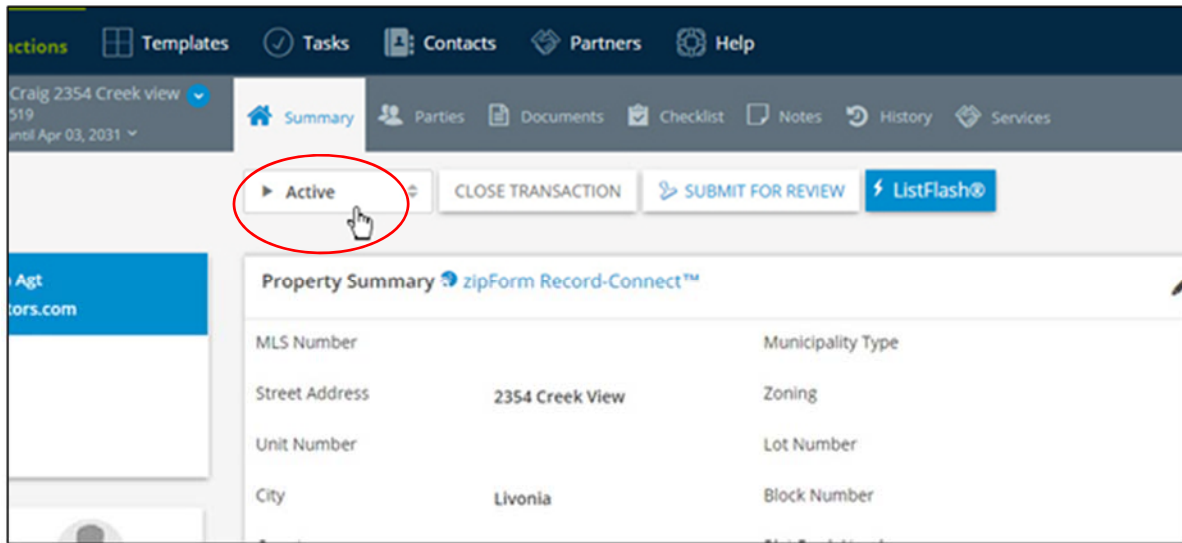 actions Templates Tasks Contacts Partners Help
Craig 2354 Creek view
519
until Apr 03, 2031
Summary Parties Documents Checklist Notes History Services
Active CLOSE TRANSACTION SUBMIT FOR REVIEW ListFlash®
Agt
tors.com
Property Summary zipForm Record-Connect™
MLS Number Municipality Type
Street Address 2354 Creek View Zoning
Unit Number Lot Number
City Livonia Block Number